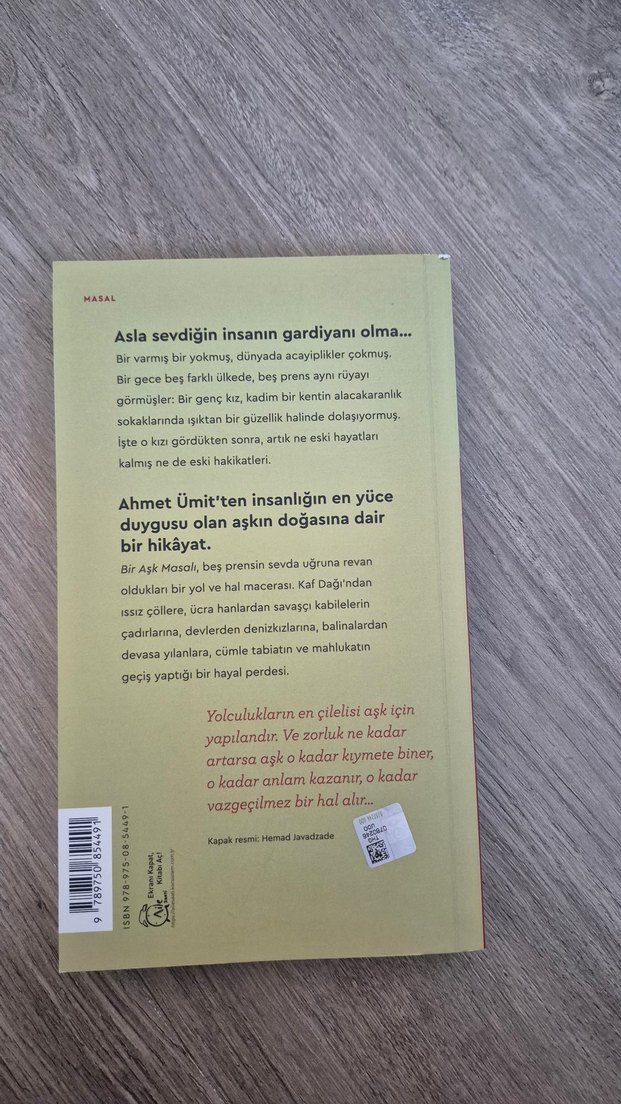 MASAL
Asla sevdiğin insanın gardiyanı olma...
Bir varmış bir yokmuş, dünyada acayiplikler çokmuş.
Bir gece beş farklı ülkede, beş prens aynı rüyayı
görmüşler: Bir genç kız, kadim bir kentin alacakaranlık
sokaklarında ışıktan bir güzellik halinde dolaşıyormuş.
İşte o kızı gördükten sonra, artık ne eski hayatları
kalmış ne de eski hakikatleri.
Ahmet Ümit'ten insanlığın en yüce
duygusu olan aşkın doğasına dair
bir hikâyat.
Bir Aşk Masalı, beş prensin sevda uğruna revan
oldukları bir yol ve hal macerası. Kaf Dağı'ndan
ıssız çöllere, ücra hanlardan savaşçı kabilelerin
çadırlarına, devlerden denizkızlarına, balinalardan
devasa yılanlara, cümle tabiatın ve mahlukatın
geçiş yaptığı bir hayal perdesi.
Yolculukların en çilelisi aşk için
yapılandır. Ve zorluk ne kadar
artarsa aşk o kadar kıymete biner,
o kadar anlam kazanır, o kadar
vazgeçilmez bir hal alır...
Kapak resmi: Hemad Javadzade
ISBN 978-975-08-5449-1
9 789750 854491
Ekranı Kapat,
Kitabı Aç!
Aile
0780246